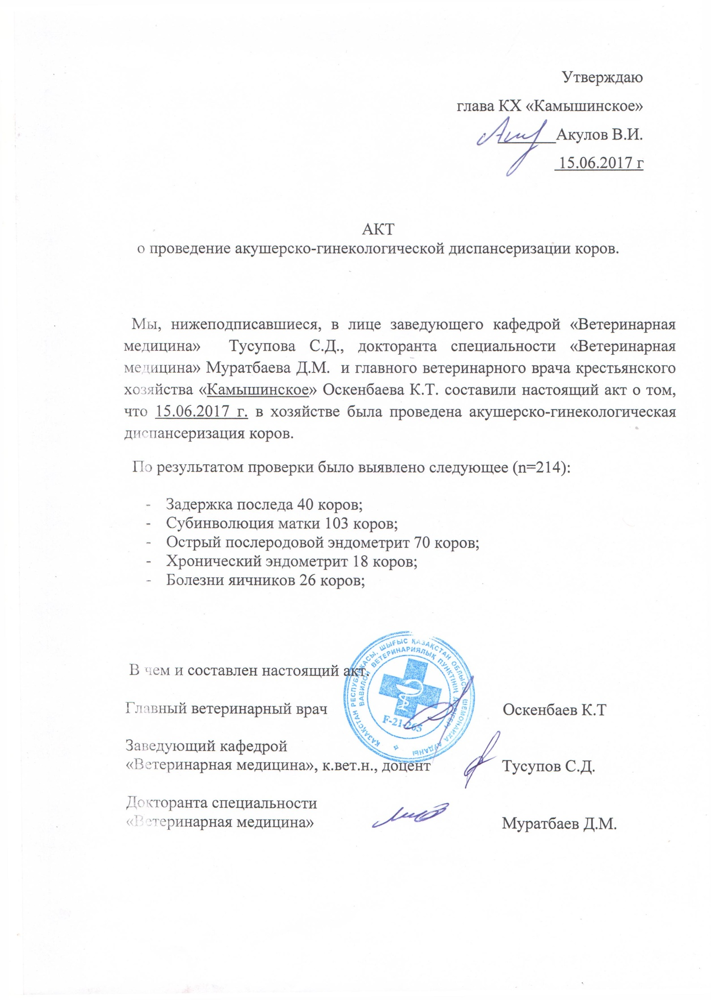 Утверждаю
глава КХ «Камышинское»
Акулов В.И.
15.06.2017 г
АКТ
о проведение акушерско-гинекологической диспансеризации коров.
Мы, нижеподписавшиеся, в лице заведующего кафедрой «Ветеринарная
медицина» Тусупова С.Д., докторанта специальности «Ветеринарная
медицина» Муратбаева Д.М. и главного ветеринарного врача крестьянского
хозяйства «Камышинское» Оскенбаева К.Т. составили настоящий акт о том,
что 15.06.2017 г. в хозяйстве была проведена акушерско-гинекологическая
диспансеризация коров.
По результатом проверки было выявлено следующее (n=214):
- Задержка последа 40 коров;
- Субинволюция матки 103 коров;
- Острый послеродовой эндометрит 70 коров;
- Хронический эндометрит 18 коров;
- Болезни яичников 26 коров;
ҚАЗАҚСТАН РЕСПУБЛИКАСЫ, ШЫҒЫС ҚАЗАҚСТАН ОБЛЫСЫ ШЕМОНАИХА АУДАНЫ
ВАВИЛОН ВЕТЕРИНАРИЯЛЫҚ ПУНКТІНІҢ ДӘРІГЕРІ
F-21-265
В чем и составлен настоящий акт.
Главный ветеринарный врач Оскенбаев К.Т
Заведующий кафедрой
«Ветеринарная медицина», к.вет.н., доцент Тусупов С.Д.
Докторанта специальности
«Ветеринарная медицина» Муратбаев Д.М.